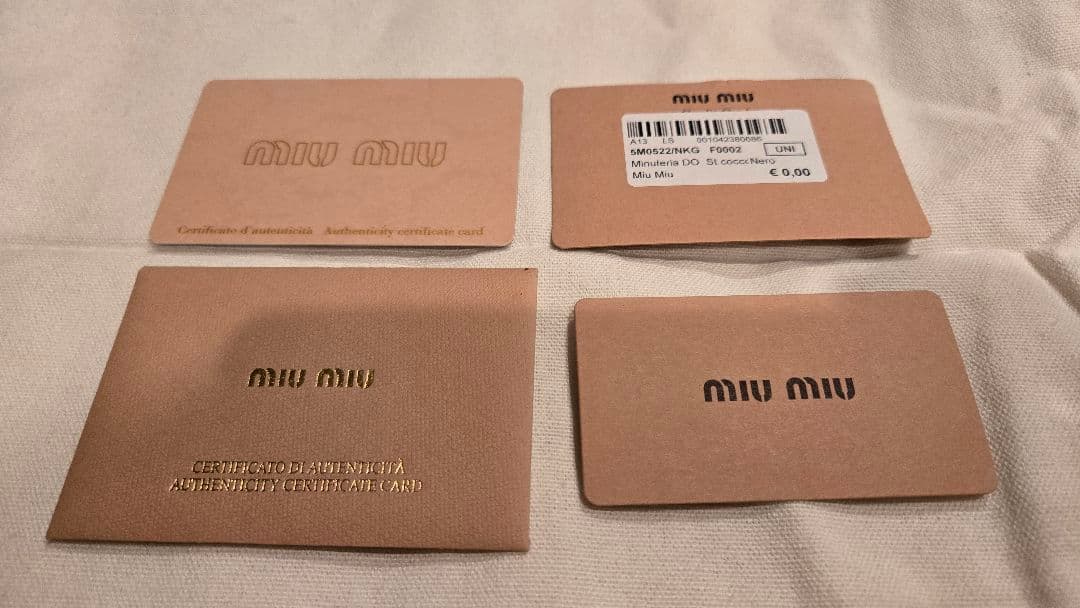 MIU MIU
Certificato d'autenticità Authenticity certificate card
MIU MIU
A13 LS 001042380686
5M0522/NKG F0002 UNI
Minuteria DO St.cocco Nero
Miu Miu € 0,00
MIU MIU
CERTIFICATO DI AUTENTICITÀ
AUTHENTICITY CERTIFICATE CARD
MIU MIU